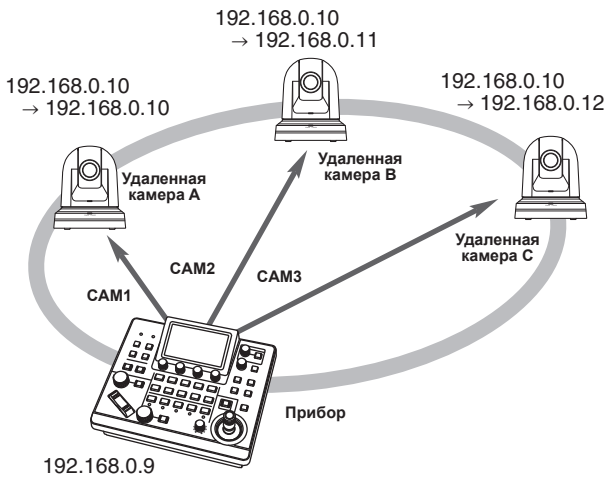 192.168.0.10
→ 192.168.0.11
192.168.0.10
→ 192.168.0.10
192.168.0.10
→ 192.168.0.12
Удаленная
камера A
Удаленная
камера B
Удаленная
камера C
CAM1
CAM2
CAM3
Прибор
192.168.0.9